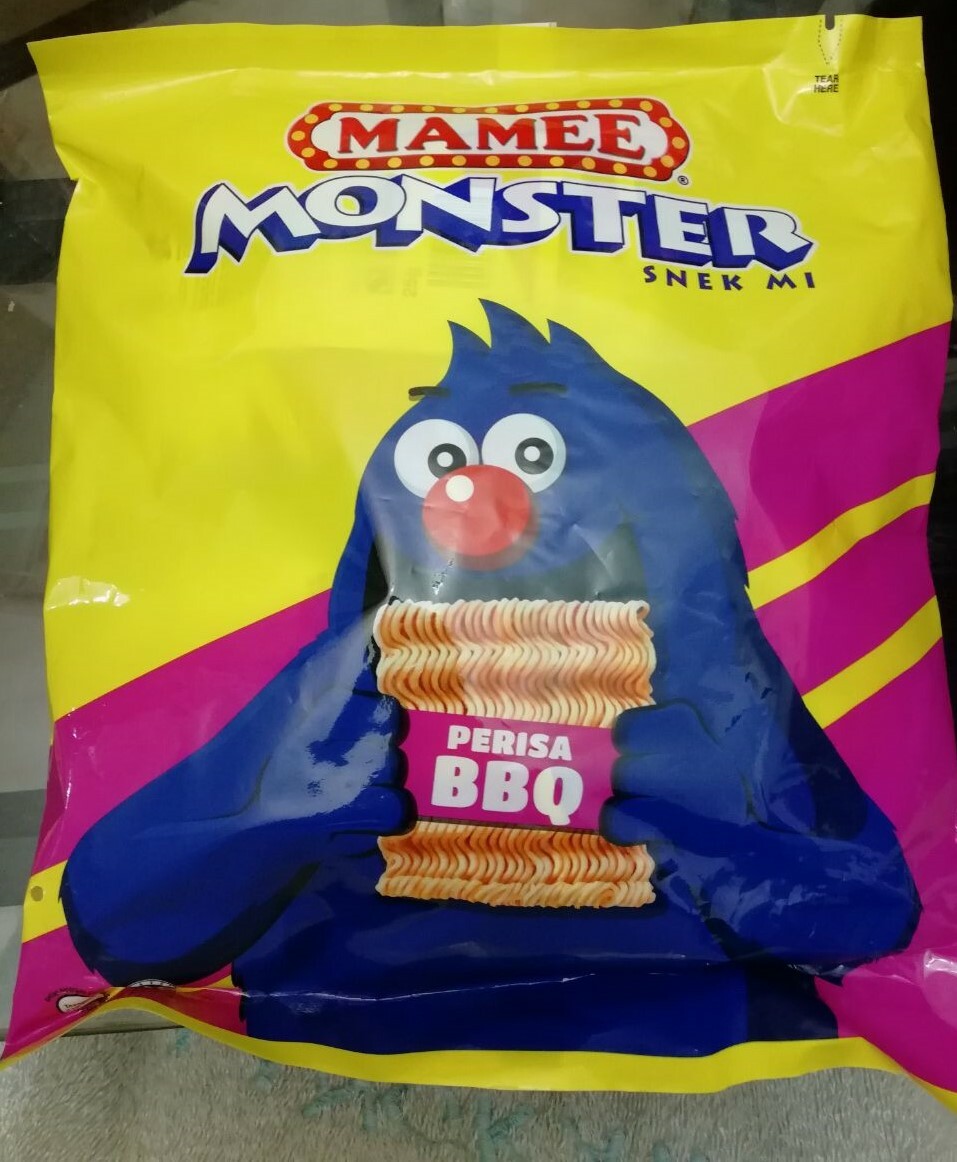 TEAR
HERE
MAMEE
®
MONSTER
SNEK MI
PERISA
BBQ